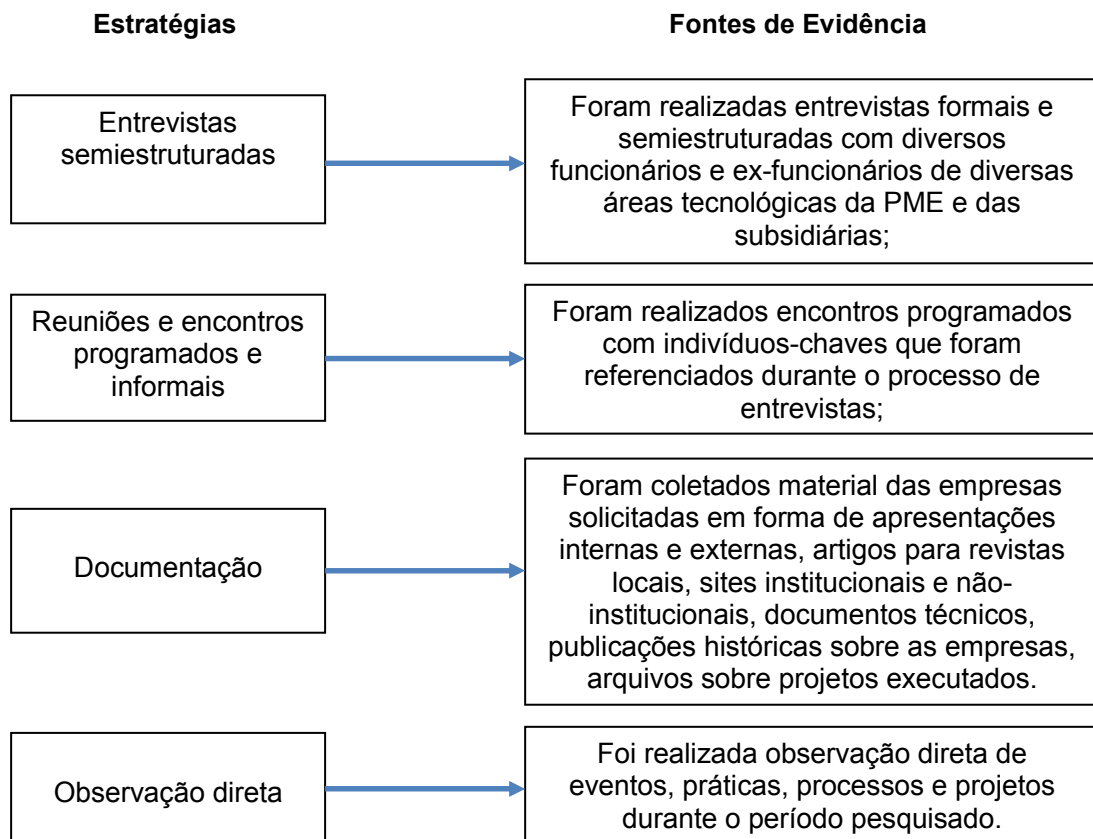 Estratégias
Fontes de Evidência
Entrevistas
semiestruturadas
Foram realizadas entrevistas formais e
semiestruturadas com diversos
funcionários e ex-funcionários de diversas
áreas tecnológicas da PME e das
subsidiárias;
Reuniões e encontros
programados e
informais
Foram realizados encontros programados
com indivíduos-chaves que foram
referenciados durante o processo de
entrevistas;
Documentação
Foram coletados material das empresas
solicitadas em forma de apresentações
internas e externas, artigos para revistas
locais, sites institucionais e não-
institucionais, documentos técnicos,
publicações históricas sobre as empresas,
arquivos sobre projetos executados.
Observação direta
Foi realizada observação direta de
eventos, práticas, processos e projetos
durante o período pesquisado.